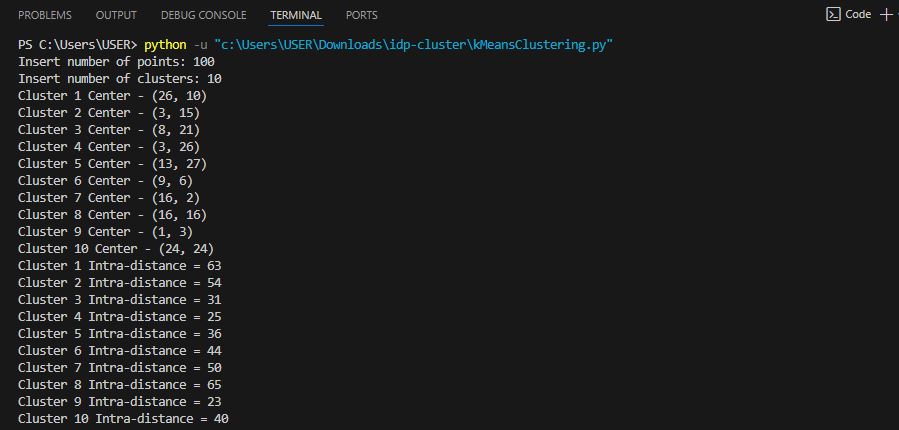 PROBLEMS OUTPUT DEBUG CONSOLE TERMINAL PORTS Code
PS C:\Users\USER> python -u "c:\Users\USER\Downloads\idp-cluster\kMeansClustering.py"
Insert number of points: 100
Insert number of clusters: 10
Cluster 1 Center - (26, 10)
Cluster 2 Center - (3, 15)
Cluster 3 Center - (8, 21)
Cluster 4 Center - (3, 26)
Cluster 5 Center - (13, 27)
Cluster 6 Center - (9, 6)
Cluster 7 Center - (16, 2)
Cluster 8 Center - (16, 16)
Cluster 9 Center - (1, 3)
Cluster 10 Center - (24, 24)
Cluster 1 Intra-distance = 63
Cluster 2 Intra-distance = 54
Cluster 3 Intra-distance = 31
Cluster 4 Intra-distance = 25
Cluster 5 Intra-distance = 36
Cluster 6 Intra-distance = 44
Cluster 7 Intra-distance = 50
Cluster 8 Intra-distance = 65
Cluster 9 Intra-distance = 23
Cluster 10 Intra-distance = 40